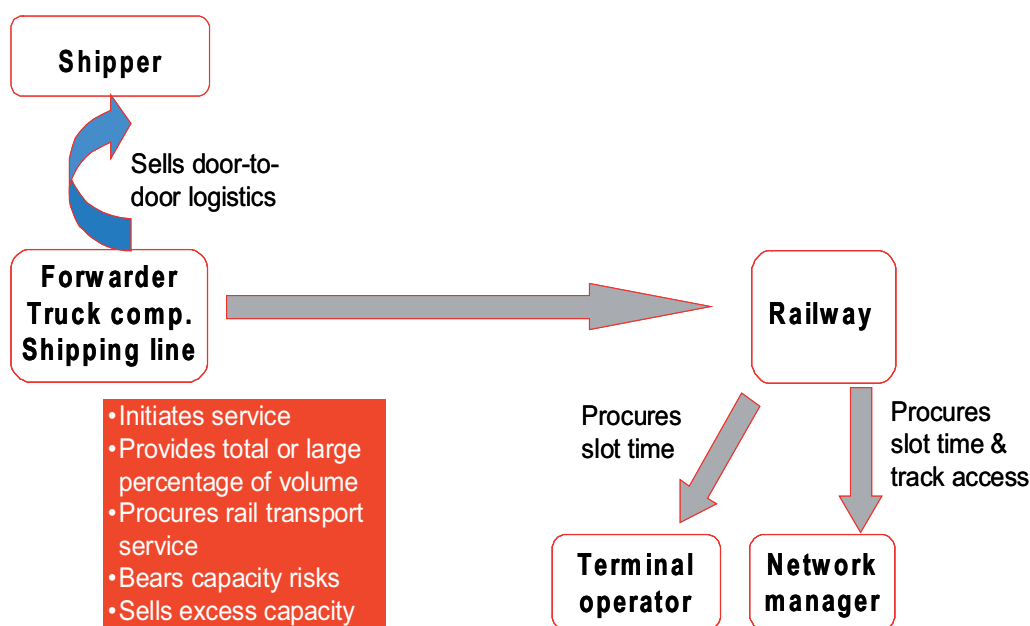 Shipper
Sells door-to-
door logistics
Forwarder
Truck comp.
Shipping line
Railway
•Initiates service
•Provides total or large
percentage of volume
•Procures rail transport
service
•Bears capacity risks
•Sells excess capacity
Procures
slot time
Procures
slot time &
track access
Terminal
operator
Network
manager